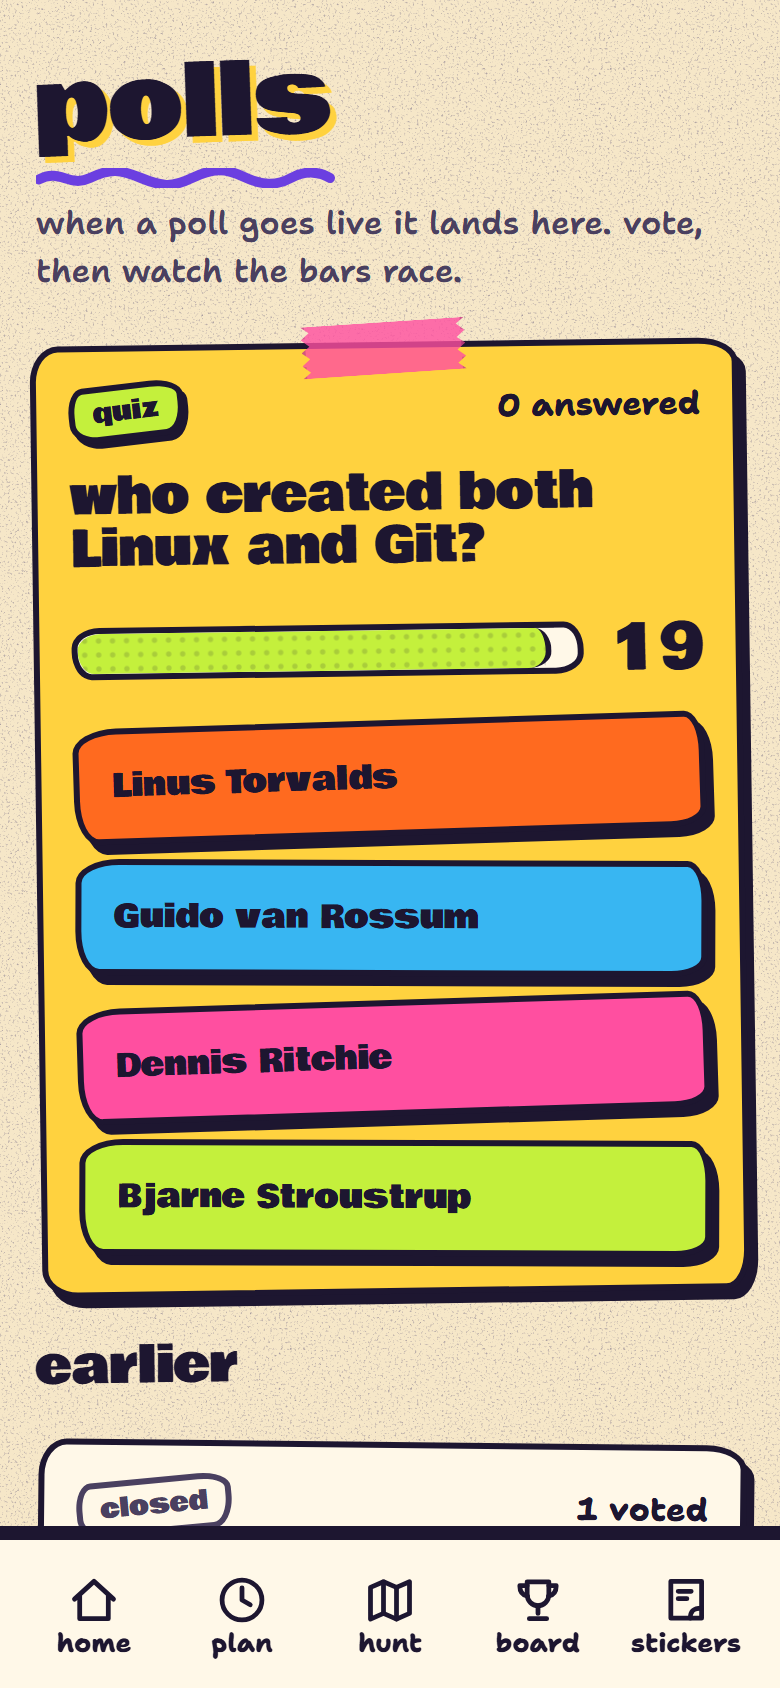 polls
when a poll goes live it lands here. vote,
then watch the bars race.
quiz
0 answered
who created both
Linux and Git?
19
Linus Torvalds
Guido van Rossum
Dennis Ritchie
Bjarne Stroustrup
earlier
closed
1 voted
home
plan
hunt
board
stickers